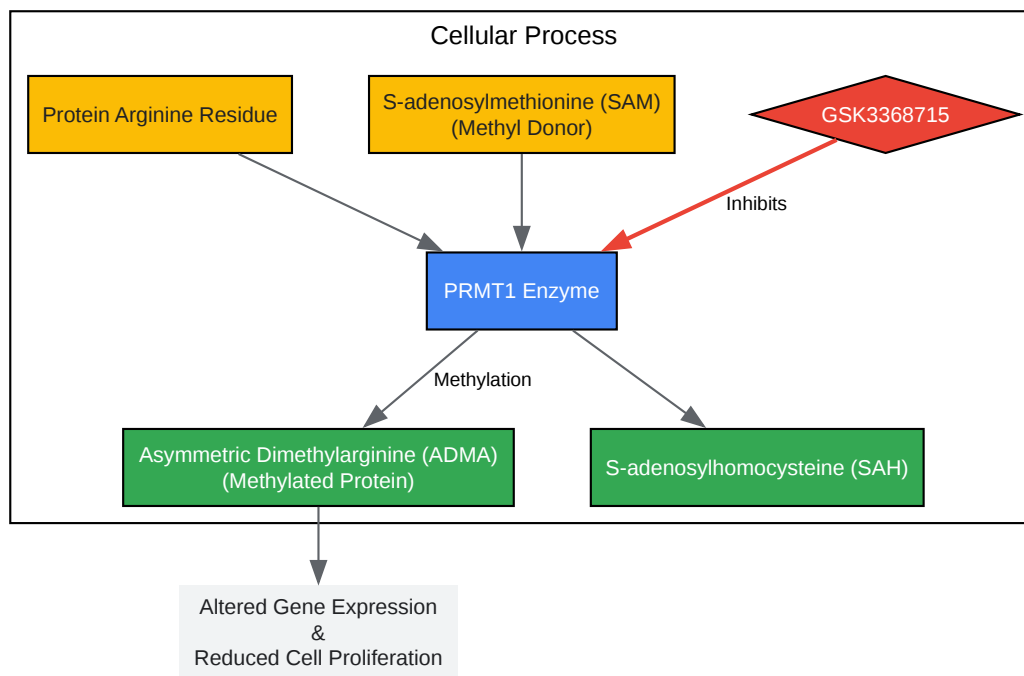 Cellular Process
Protein Arginine Residue
S-adenosylmethionine (SAM)
(Methyl Donor)
GSK3368715
Inhibits
PRMT1 Enzyme
Methylation
Asymmetric Dimethylarginine (ADMA)
(Methylated Protein)
S-adenosylhomocysteine (SAH)
Altered Gene Expression
&
Reduced Cell Proliferation